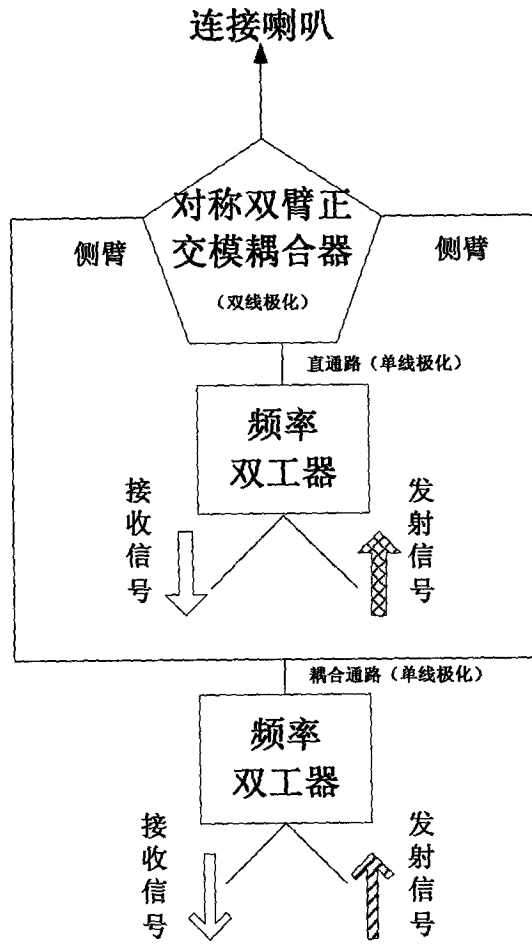 连接喇叭
对称双臂正
交模耦合器
（双线极化）
侧臂
侧臂
直通路（单线极化）
频率
双工器
接收信号
发射信号
耦合通路（单线极化）
频率
双工器
接收信号
发射信号